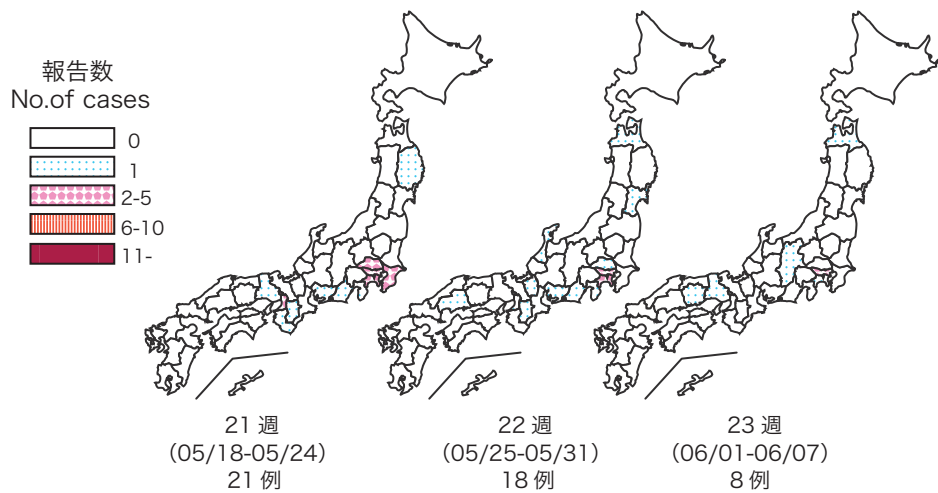 報告数
No.of cases
0
1
2-5
6-10
11-
21 週
(05/18-05/24)
21 例
22 週
(05/25-05/31)
18 例
23 週
(06/01-06/07)
8 例